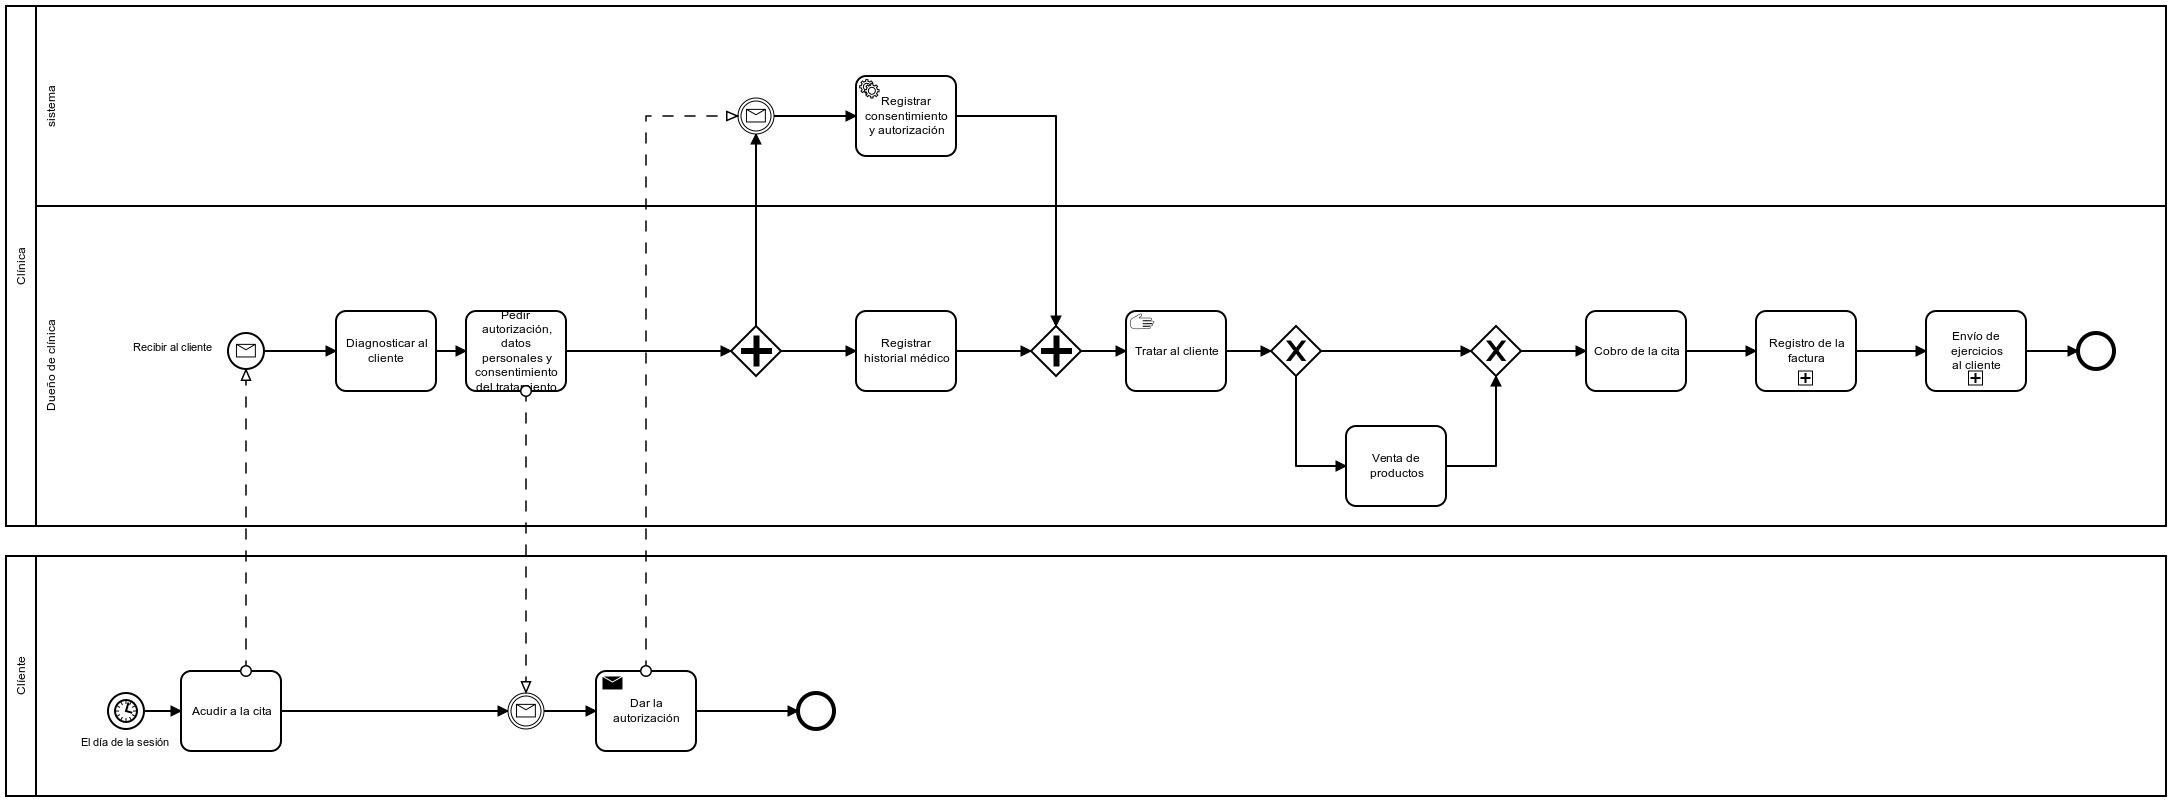 Clínica
sistema
Registrar
consentimiento
y autorización
Dueño de clínica
Recibir al cliente
Diagnosticar al
cliente
Pedir
autorización,
datos
personales y
consentimiento
del tratamiento
Registrar
historial médico
Tratar al cliente
Venta de
productos
Cobro de la cita
Registro de la
factura
Envío de
ejercicios
al cliente
Cliente
El día de la sesión
Acudir a la cita
Dar la
autorización